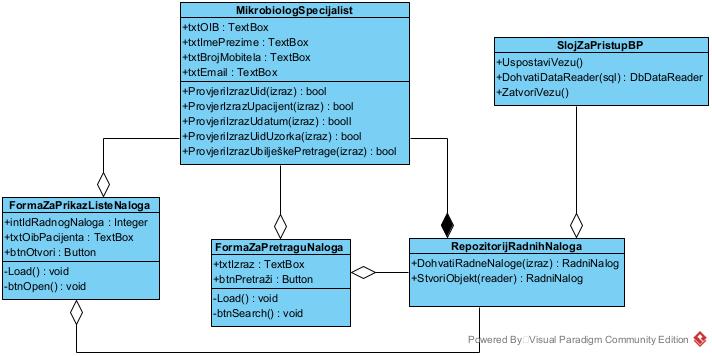 MikrobiologSpecijalist
+txtOIB : TextBox
+txtImePrezime : TextBox
+txtBrojMobitela : TextBox
+txtEmail : TextBox
+ProvjeriIzrazUid(izraz) : bool
+ProvjerIzrazUpacijent(izraz) : bool
+ProvjeriIzrazUdatum(izraz) : booll
+ProvjeriIzrazUidUzorka(izraz) : bool
+ProvjeriIzrazUbilješkePretrage(izraz) : bool
SlojZaPristupBP
+UspostaviVezu()
+DohvatiDataReader(sql) : DbDataReader
+ZatvoriVezu()
FormaZaPrikazListeNaloga
+intIdRadnogNaloga : Integer
+txtOibPacijenta : TextBox
+btnOtvori : Button
-Load() : void
-btnOpen() : void
FormaZaPretraguNaloga
+txtIzraz : TextBox
+btnPretraži : Button
-Load() : void
-btnSearch() : void
RepozitorijRadnihNaloga
+DohvatiRadneNaloge(izraz) : RadniNalog
+StvoriObjekt(reader) : RadniNalog
Powered By Visual Paradigm Community Edition